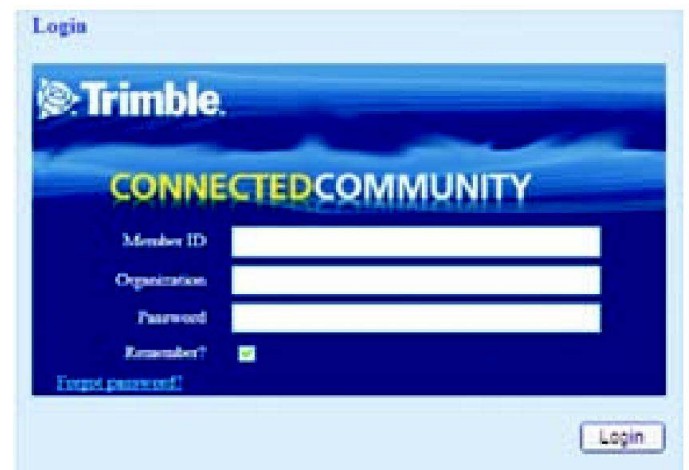 Login
Trimble.
CONNECTEDCOMMUNITY
Member ID
Organization
Password
Remember?
Forgot password?
Login